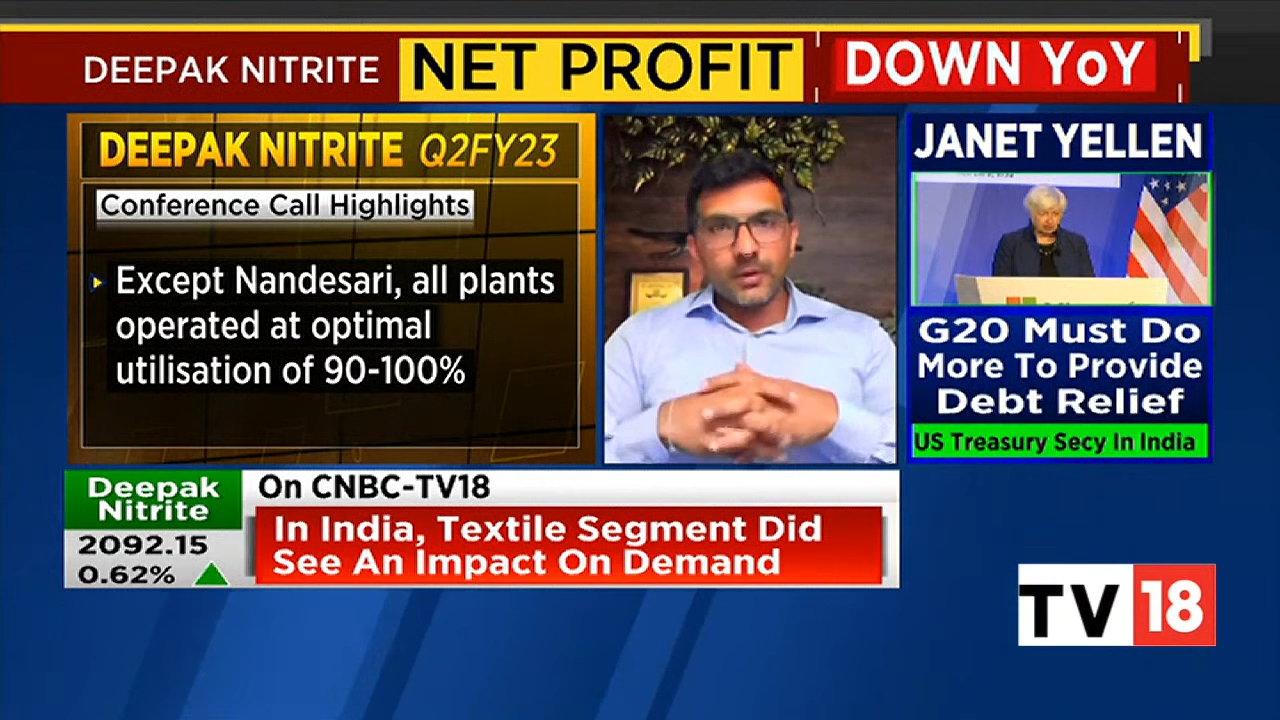 DEEPAK NITRITE NET PROFIT DOWN YoY
DEEPAK NITRITE Q2FY23
Conference Call Highlights
Except Nandesari, all plants
operated at optimal
utilisation of 90-100%
JANET YELLEN
G20 Must Do
More To Provide
Debt Relief
US Treasury Secy In India
Deepak
Nitrite
2092.15
0.62%
On CNBC-TV18
In India, Textile Segment Did
See An Impact On Demand
TV18